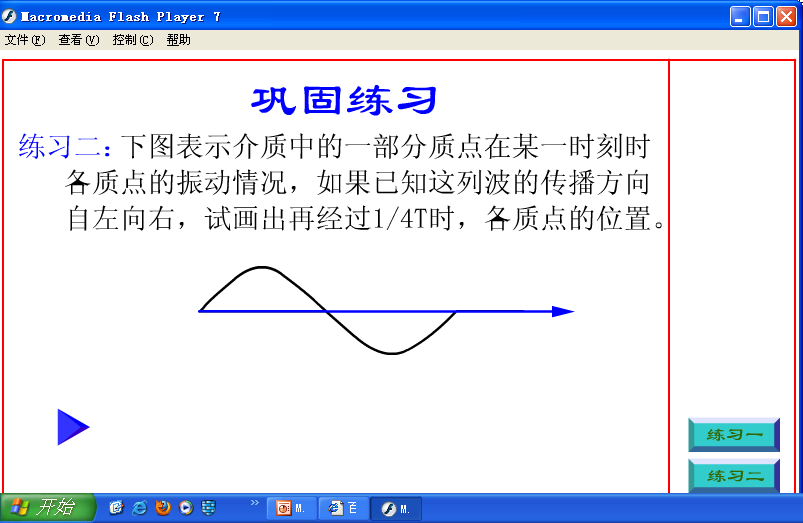 Macromedia Flash Player 7
文件(F) 查看(V) 控制(C) 帮助
巩固练习
练习二：下图表示介质中的一部分质点在某一时刻时
各质点的振动情况，如果已知这列波的传播方向
自左向右，试画出再经过1/4T时，各质点的位置。
练习一
练习二
开始 » M. M.